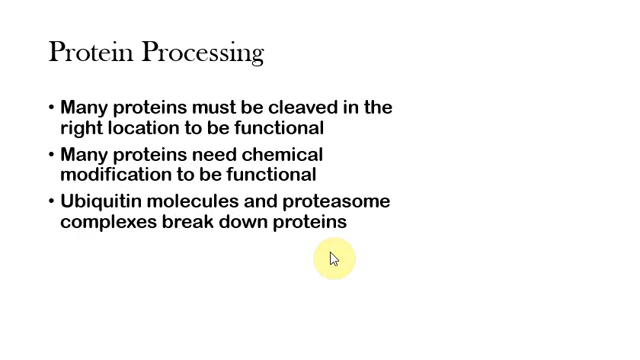 Protein Processing
• Many proteins must be cleaved in the
right location to be functional
• Many proteins need chemical
modification to be functional
• Ubiquitin molecules and proteasome
complexes break down proteins